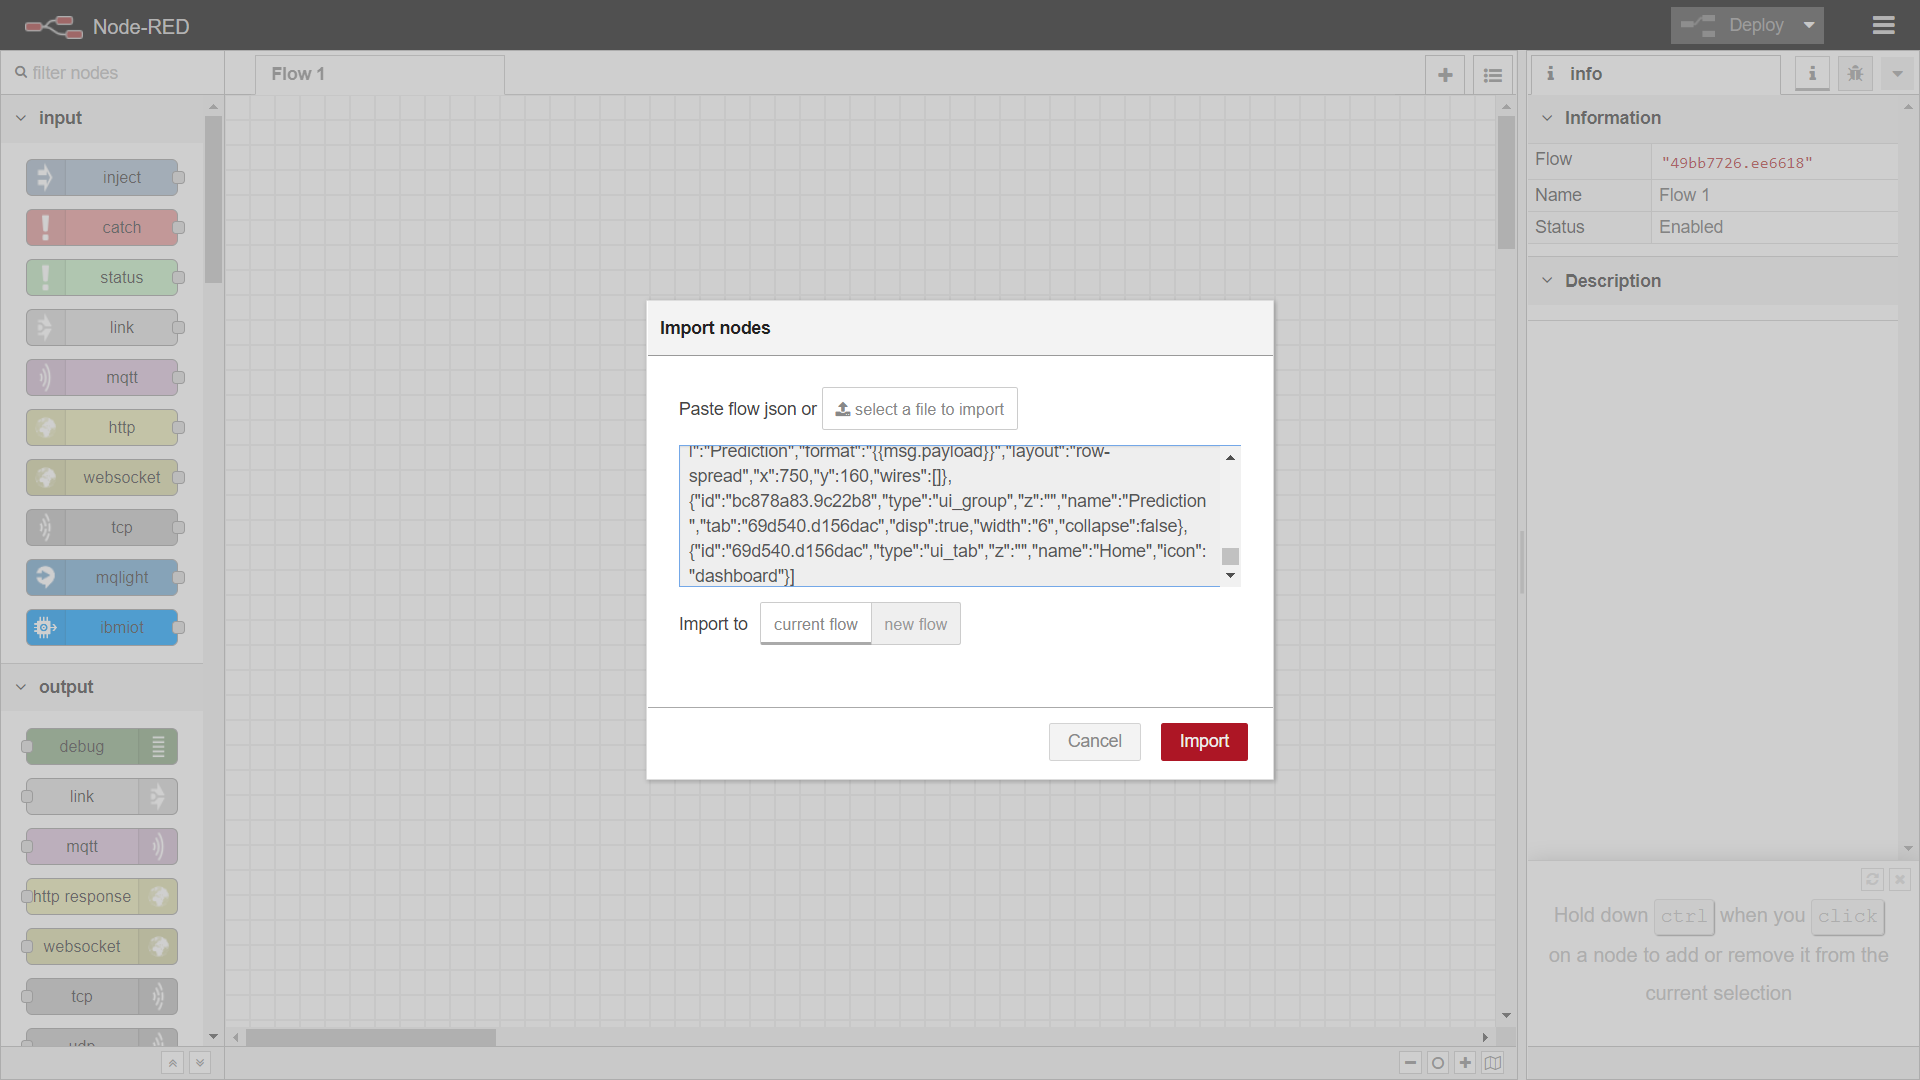 Node-RED
Deploy
filter nodes
Flow 1
info
input
inject
catch
status
link
mqtt
http
websocket
tcp
mqlight
ibmiot
output
debug
link
mqtt
http response
websocket
tcp
udp
Import nodes
Paste flow json or select a file to import
l":"Prediction","format":"{{msg.payload}}","layout":"row-
spread","x":750,"y":160,"wires":[]},
{"id":"bc878a83.9c22b8","type":"ui_group","z":"","name":"Prediction
","tab":"69d540.d156dac","disp":true,"width":"6","collapse":false},
{"id":"69d540.d156dac","type":"ui_tab","z":"","name":"Home","icon":
"dashboard"}]
Import to current flow new flow
Cancel Import
Information
Flow "49bb7726.ee6618"
Name Flow 1
Status Enabled
Description
Hold down ctrl when you click
on a node to add or remove it from the
current selection